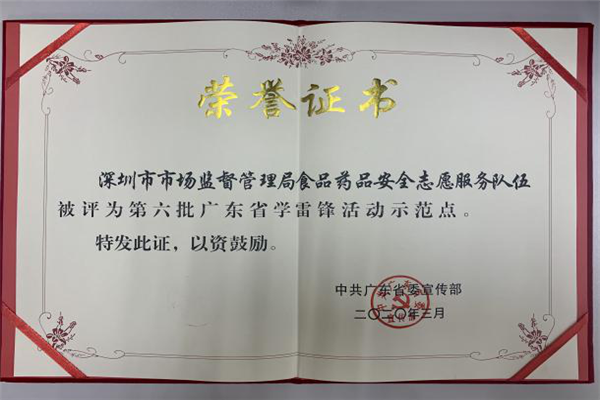 荣誉证书
深圳市市场监督管理局食品药品安全志愿服务队伍
被评为第六批广东省学雷锋活动示范点。
特发此证，以资鼓励。
中共广东省委宣传部
二〇二〇年三月